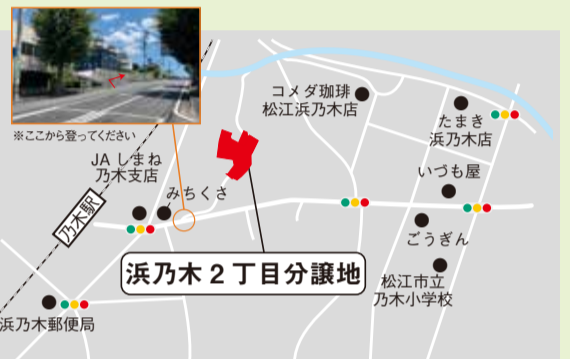 ※ここから登ってください
コメダ珈琲
松江浜乃木店
たまき
浜乃木店
JA しまね
乃木支店
みちくさ
いづも屋
乃木駅
ごうぎん
浜乃木２丁目分譲地
松江市立
乃木小学校
浜乃木郵便局